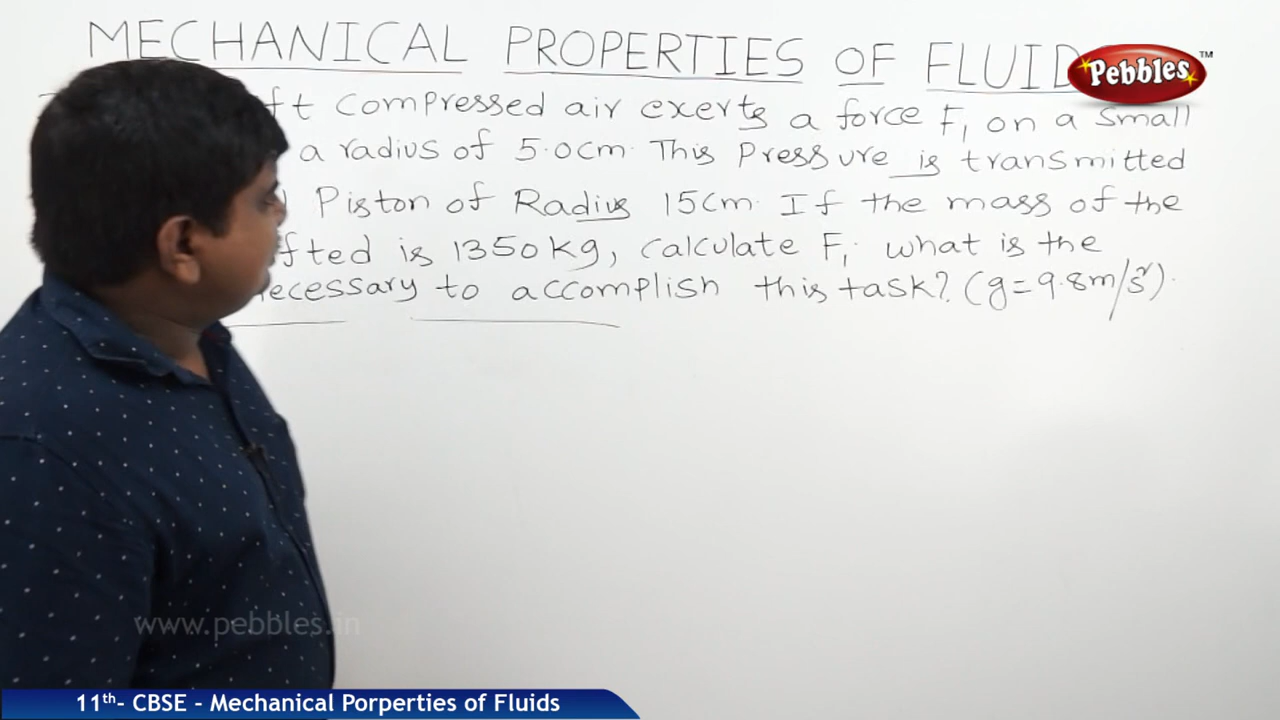 MECHANICAL PROPERTIES OF FLUID
Pebbles TM
ft compressed air exerts a force F1 on a small
a radius of 5.0cm. This Pressure is transmitted
Piston of Radius 15cm. If the mass of the
fted is 1350kg, calculate F1. what is the
ecessary to accomplish this task? (g=9.8m/s²).
www.pebbles.in
11th- CBSE – Mechanical Porperties of Fluids